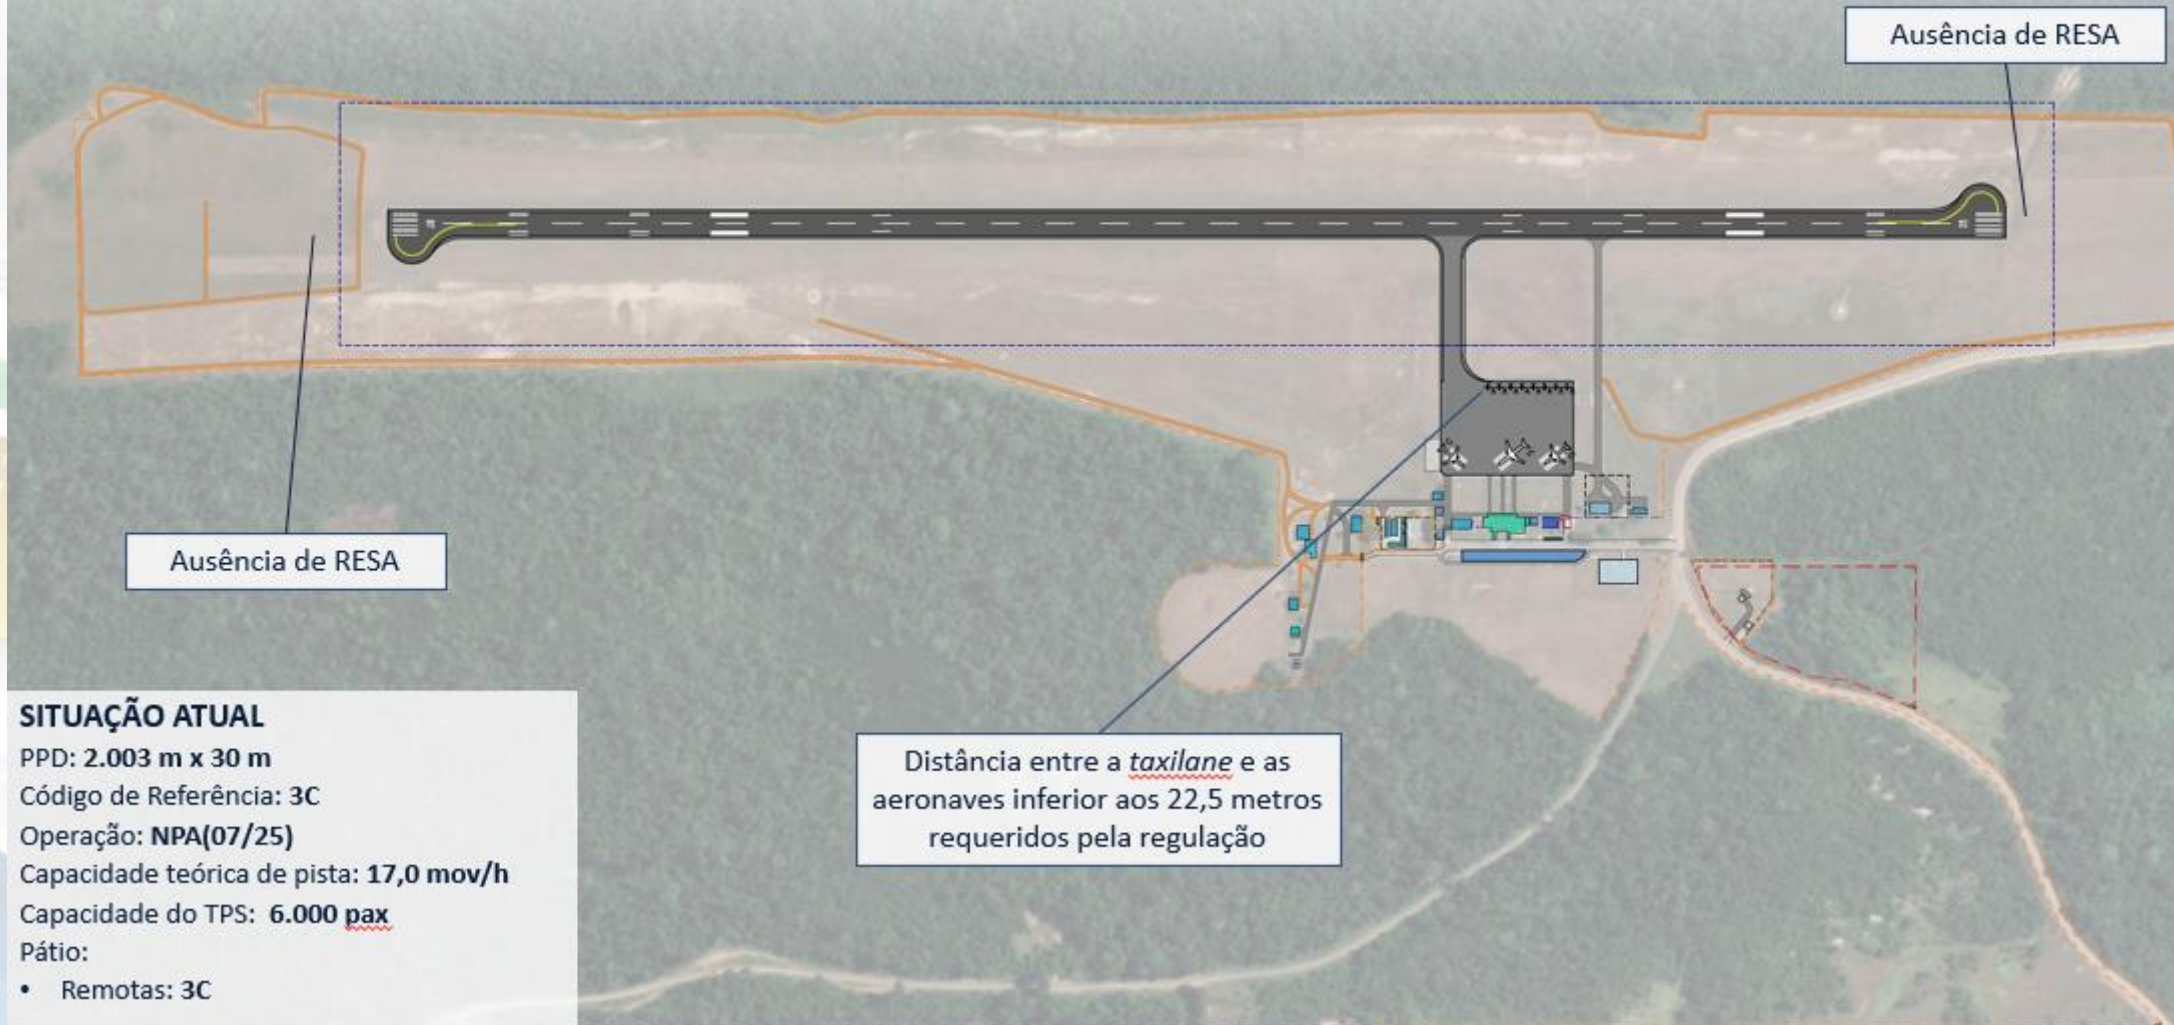 Ausência de RESA
Ausência de RESA
Distância entre a taxilane e as
aeronaves inferior aos 22,5 metros
requeridos pela regulação
SITUAÇÃO ATUAL
PPD: 2.003 m x 30 m
Código de Referência: 3C
Operação: NPA(07/25)
Capacidade teórica de pista: 17,0 mov/h
Capacidade do TPS: 6.000 pax
Pátio:
• Remotas: 3C